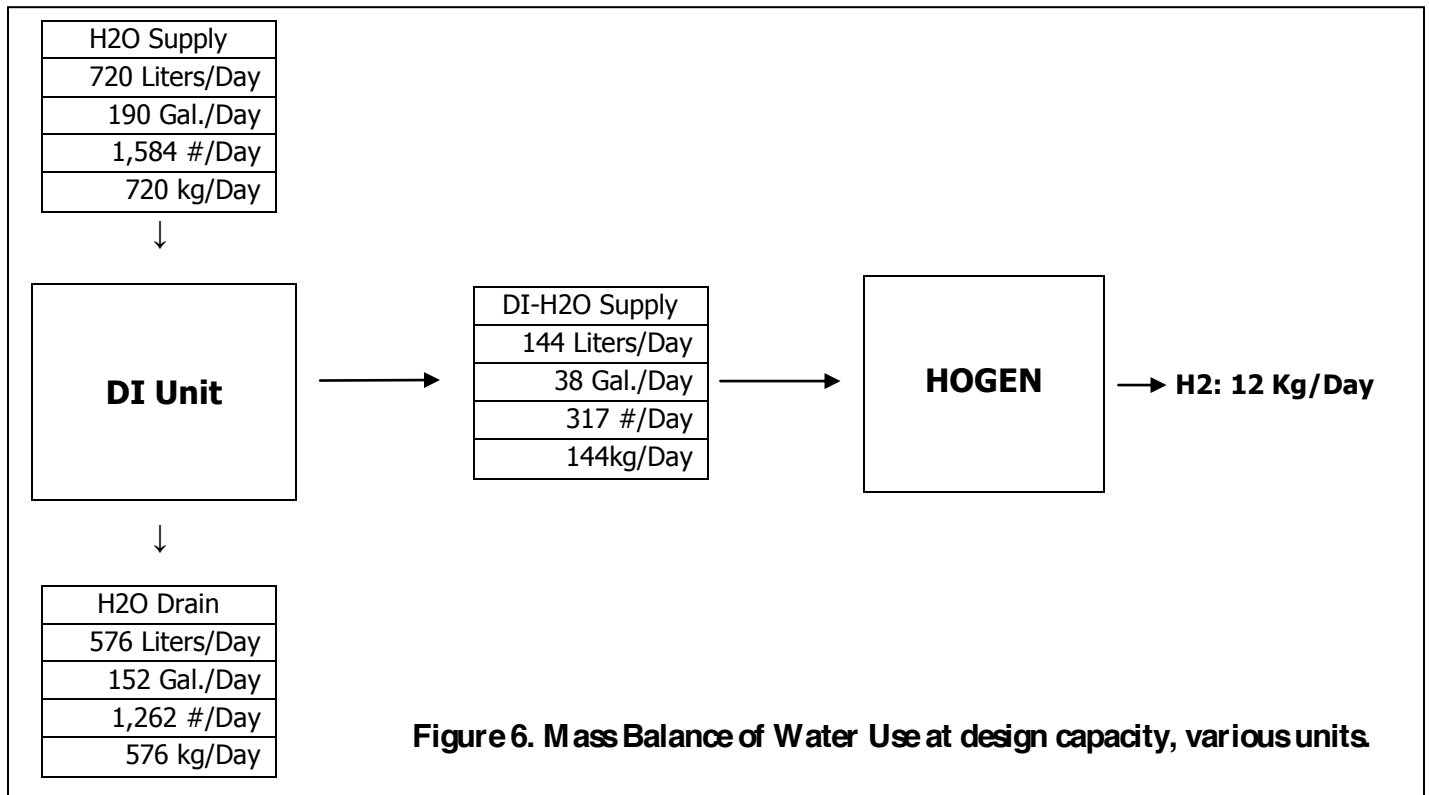 H2O Supply
720 Liters/Day
190 Gal./Day
1,584 #/Day
720 kg/Day
↓
DI Unit
DI-H2O Supply
144 Liters/Day
38 Gal./Day
317 #/Day
144kg/Day
HOGEN
H2: 12 Kg/Day
↓
H2O Drain
576 Liters/Day
152 Gal./Day
1,262 #/Day
576 kg/Day
Figure 6. Mass Balance of Water Use at design capacity, various units.